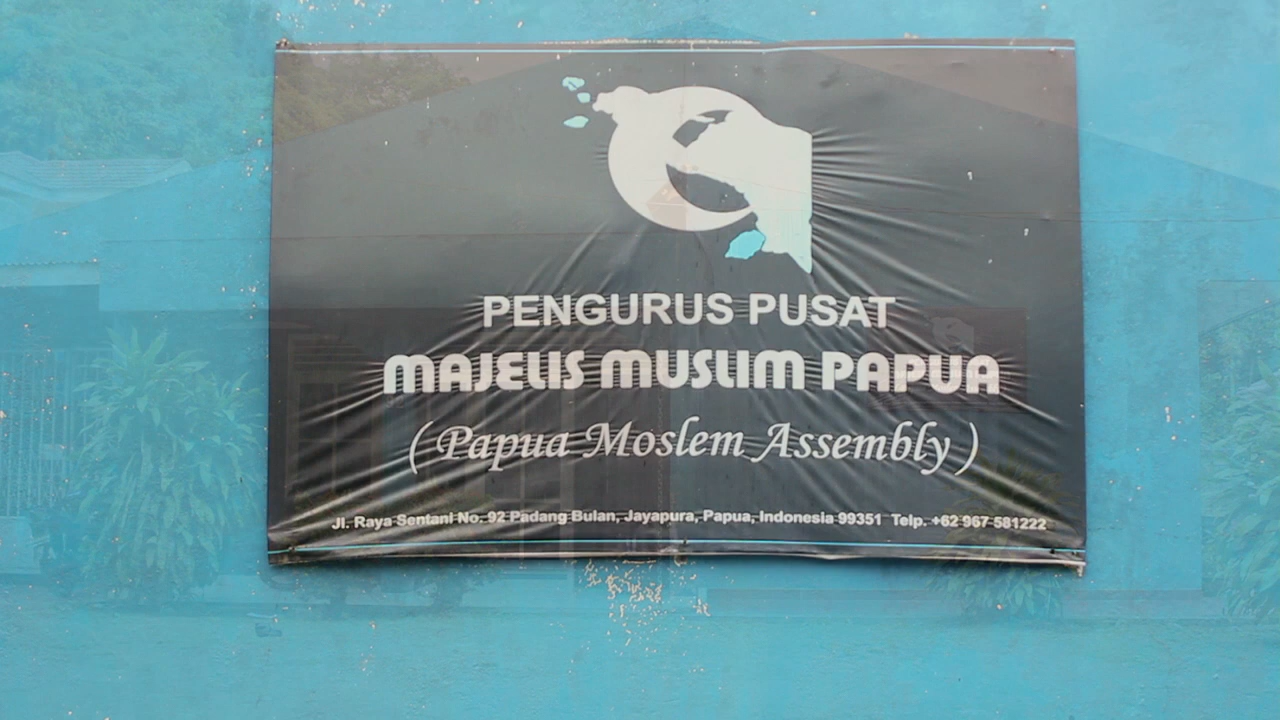 PENGURUS PUSAT
MAJELIS MUSLIM PAPUA
( Papua Moslem Assembly )
Jl. Raya Sentani No. 92 Padang Bulan, Jayapura, Papua, Indonesia 99351 Telp. +62 967 581222